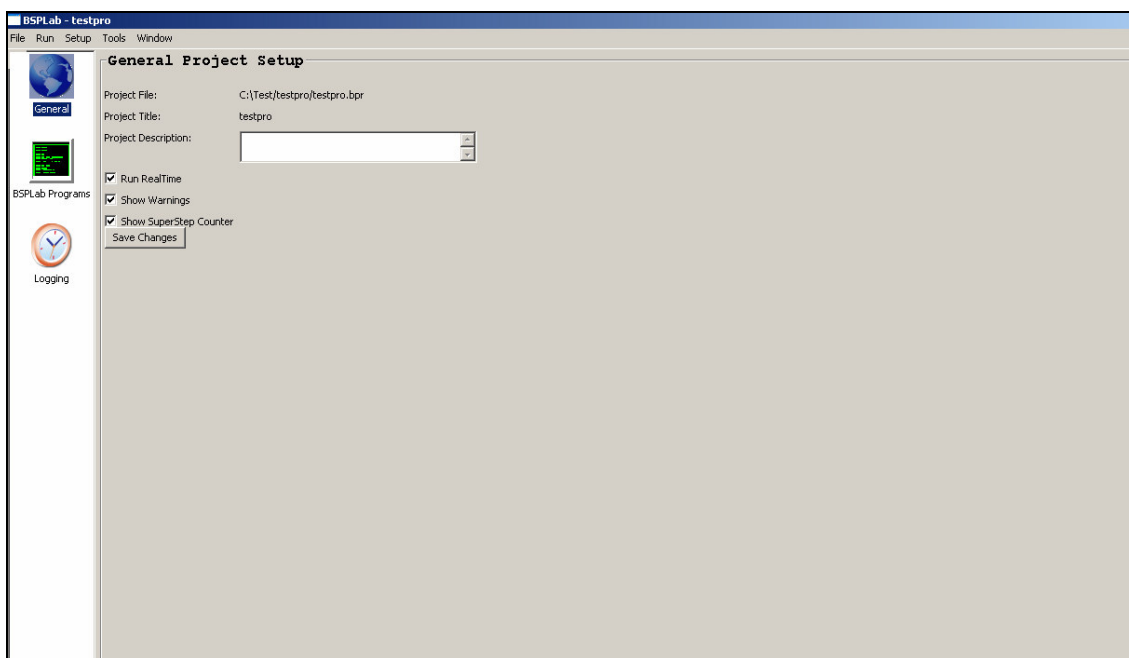 BSPLab - testpro
File Run Setup Tools Window
General Project Setup
General
Project File: C:\Test/testpro/testpro.bpr
Project Title: testpro
Project Description:
BSPLab Programs
Run RealTime
Show Warnings
Show SuperStep Counter
Save Changes
Logging